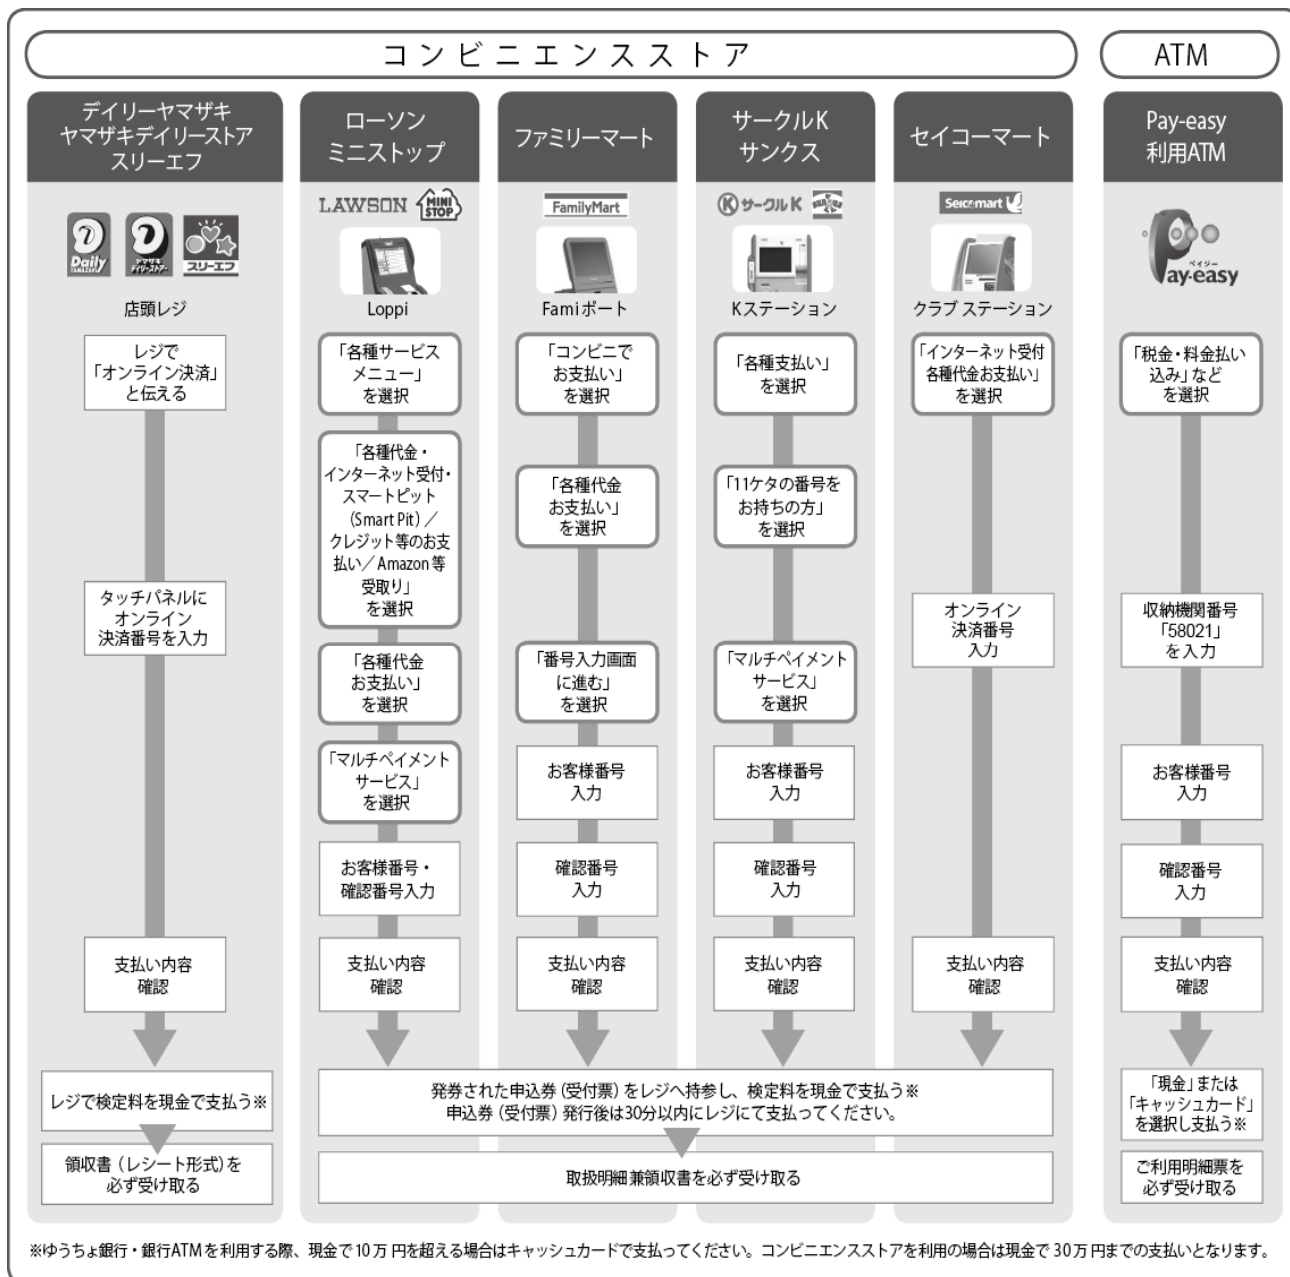 コンビニエンスストア
ATM
デイリーヤマザキ
ヤマザキデイリーストア
スリーエフ
Daily
YAMAZAKI
ヤマザキ
デイリーストアー
スリーエフ
店頭レジ
レジで
「オンライン決済」
と伝える
タッチパネルに
オンライン
決済番号を入力
支払い内容
確認
レジで検定料を現金で支払う※
領収書（レシート形式）を
必ず受け取る
ローソン
ミニストップ
LAWSON
MINI
STOP
Loppi
「各種サービス
メニュー」
を選択
「各種代金・
インターネット受付・
スマートピット
（Smart Pit）／
クレジット等のお支
払い／Amazon等
受取り」
を選択
「各種代金
お支払い」
を選択
「マルチペイメント
サービス」
を選択
お客様番号・
確認番号入力
支払い内容
確認
ファミリーマート
FamilyMart
Famiポート
「コンビニで
お支払い」
を選択
「各種代金
お支払い」
を選択
「番号入力画面
に進む」
を選択
お客様番号
入力
確認番号
入力
支払い内容
確認
サークルK
サンクス
K サークルK
Kステーション
「各種支払い」
を選択
「11ケタの番号を
お持ちの方」
を選択
「マルチペイメント
サービス」
を選択
お客様番号
入力
確認番号
入力
支払い内容
確認
セイコーマート
Seicomart
クラブステーション
「インターネット受付
各種代金お支払い」
を選択
オンライン
決済番号
入力
支払い内容
確認
発券された申込券（受付票）をレジへ持参し、検定料を現金で支払う※
申込券（受付票）発行後は30分以内にレジにて支払ってください。
取扱明細兼領収書を必ず受け取る
Pay-easy
利用ATM
ペイジー
Pay-easy
「税金・料金払い
込み」など
を選択
収納機関番号
「58021」
を入力
お客様番号
入力
確認番号
入力
支払い内容
確認
「現金」または
「キャッシュカード」
を選択し支払う※
ご利用明細票を
必ず受け取る
※ゆうちょ銀行・銀行ATMを利用する際、現金で10万円を超える場合はキャッシュカードで支払ってください。コンビニエンスストアを利用の場合は現金で30万円までの支払いとなります。